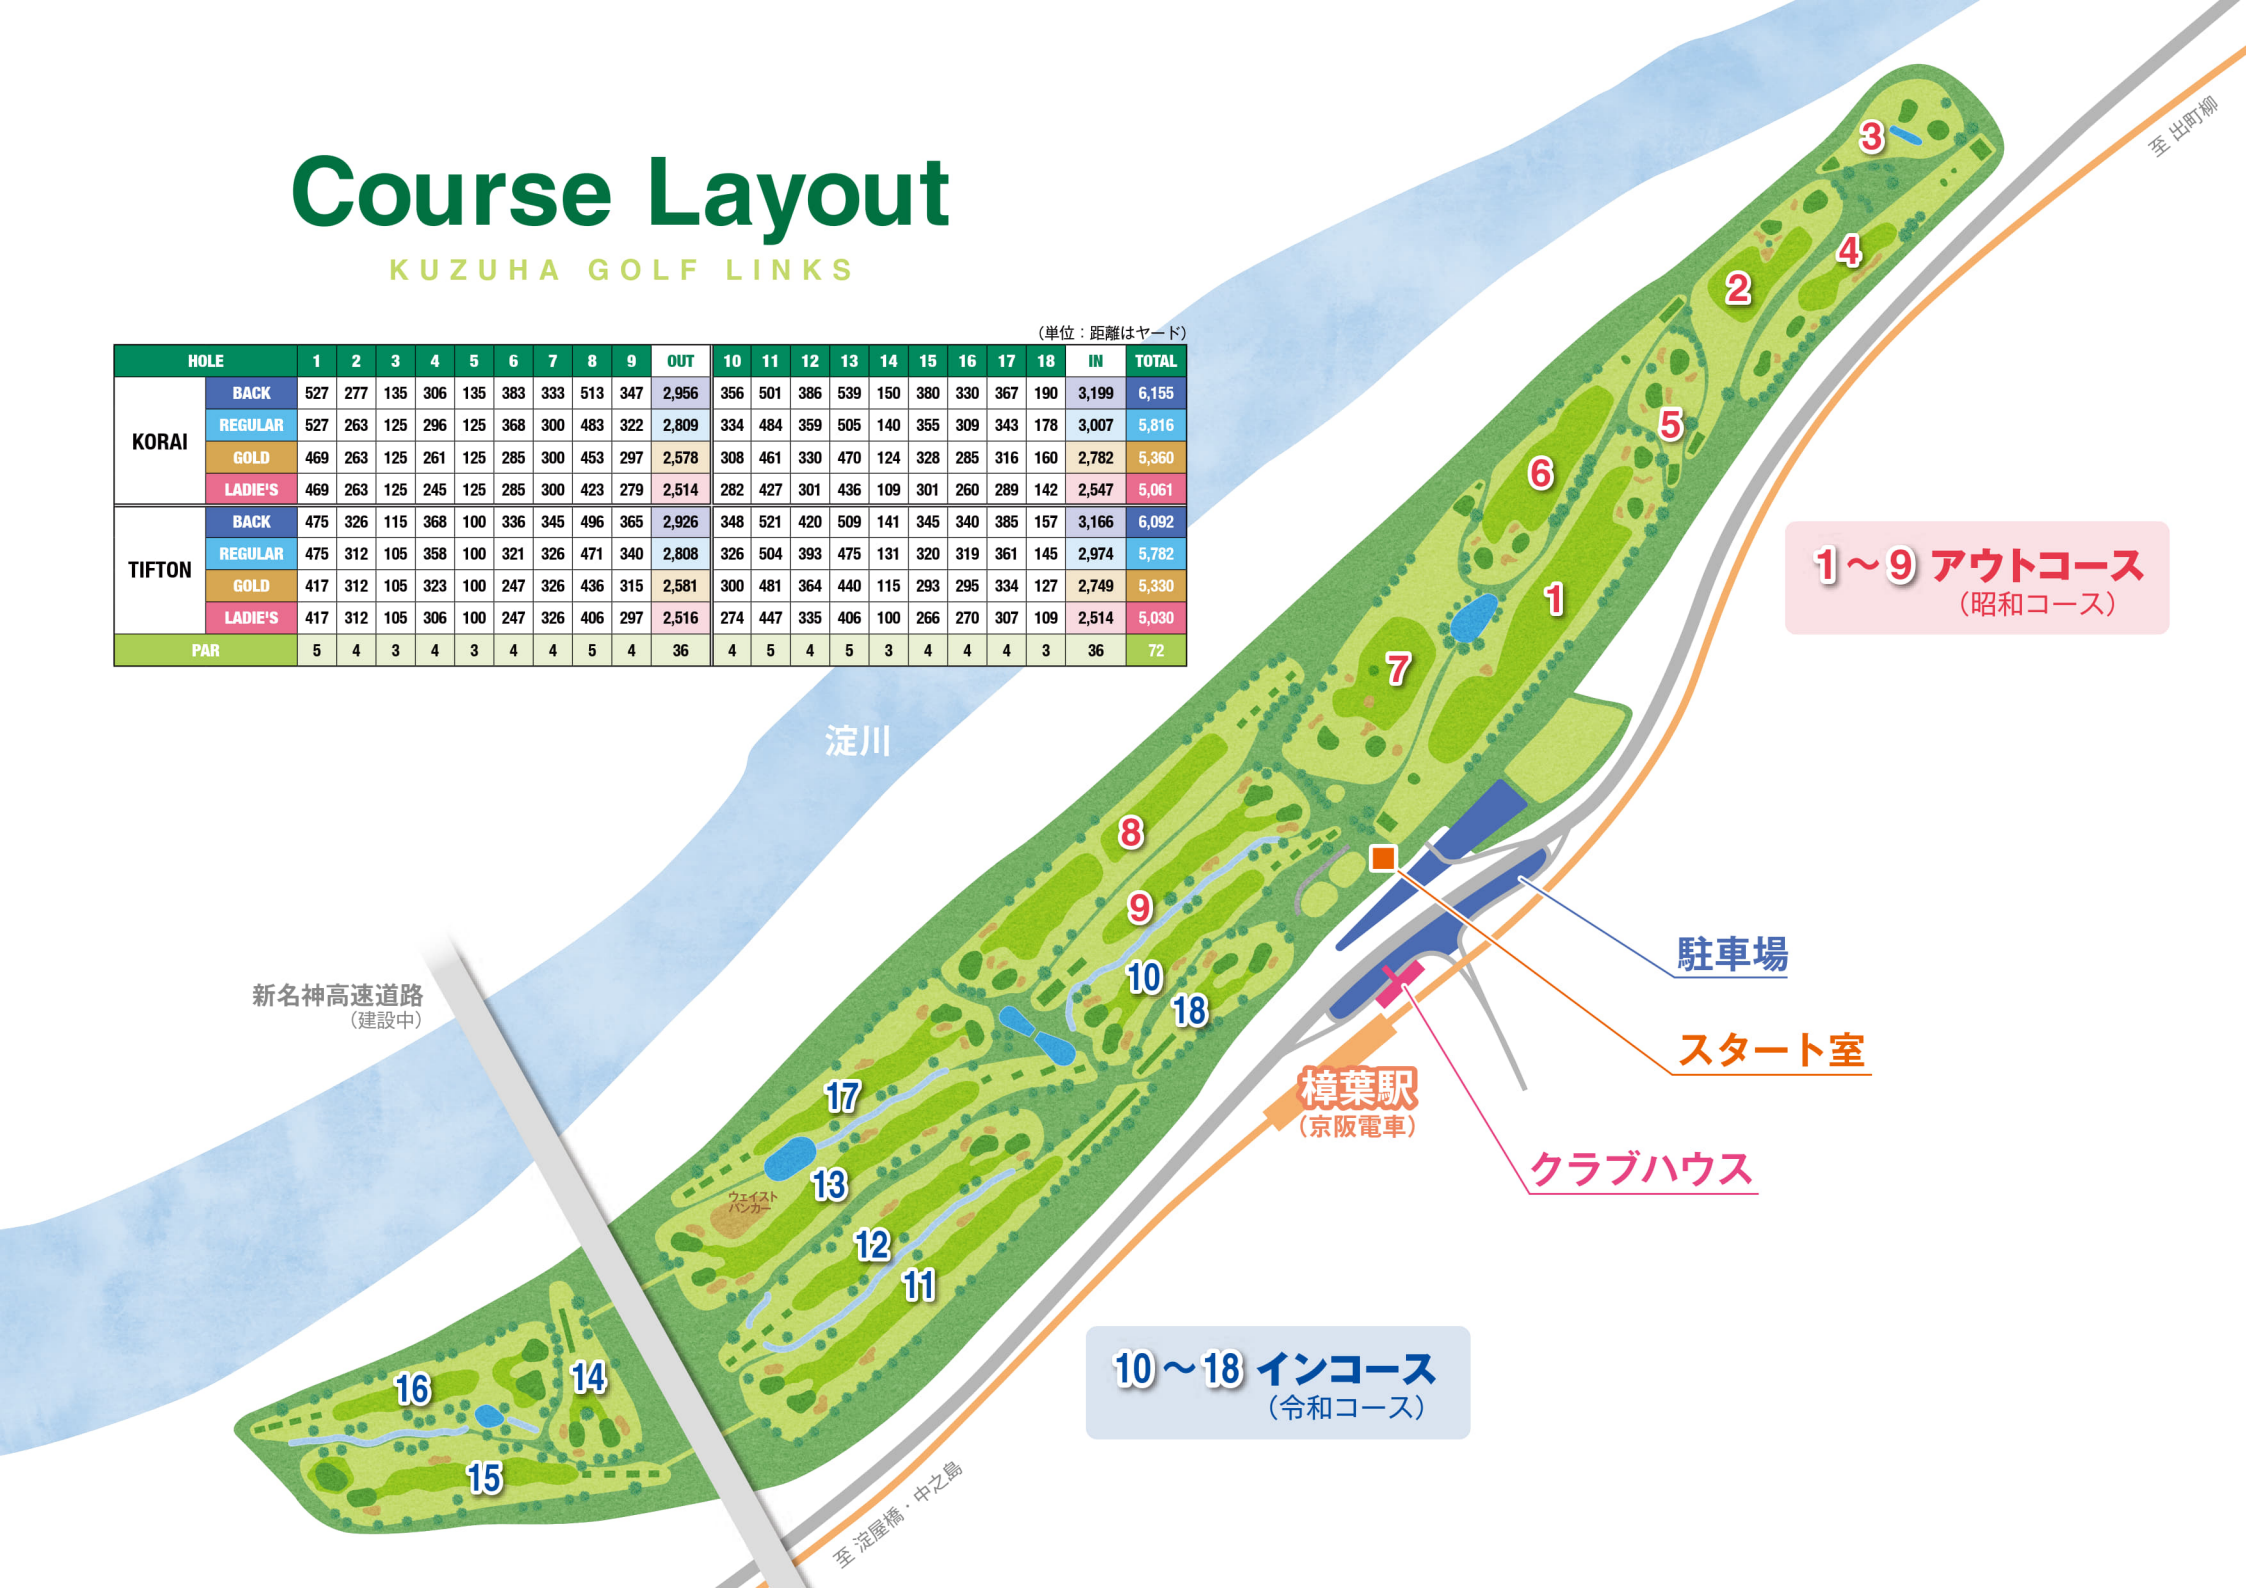 Course Layout
KUZUHA GOLF LINKS
(単位：距離はヤード)
HOLE 1 2 3 4 5 6 7 8 9 OUT 10 11 12 13 14 15 16 17 18 IN TOTAL
KORAI
BACK 527 277 135 306 135 383 333 513 347 2,956 356 501 386 539 150 380 330 367 190 3,199 6,155
REGULAR 527 263 125 296 125 368 300 483 322 2,809 334 484 359 505 140 355 309 343 178 3,007 5,816
GOLD 469 263 125 261 125 285 300 453 297 2,578 308 461 330 470 124 328 285 316 160 2,782 5,360
LADIE'S 469 263 125 245 125 285 300 423 279 2,514 282 427 301 436 109 301 260 289 142 2,547 5,061
TIFTON
BACK 475 326 115 368 100 336 345 496 365 2,926 348 521 420 509 141 345 340 385 157 3,166 6,092
REGULAR 475 312 105 358 100 321 326 471 340 2,808 326 504 393 475 131 320 319 361 145 2,974 5,782
GOLD 417 312 105 323 100 247 326 436 315 2,581 300 481 364 440 115 293 295 334 127 2,749 5,330
LADIE'S 417 312 105 306 100 247 326 406 297 2,516 274 447 335 406 100 266 270 307 109 2,514 5,030
PAR 5 4 3 4 3 4 4 5 4 36 4 5 4 5 3 4 4 4 3 36 72
至 出町柳
3
4
2
5
6
1
7
8
9
10
18
17
13
12
11
16
14
15
1～9 アウトコース
(昭和コース)
淀川
新名神高速道路
(建設中)
駐車場
スタート室
樟葉駅
(京阪電車)
クラブハウス
ウェイスト
バンカー
10～18 インコース
(令和コース)
至 淀屋橋・中之島